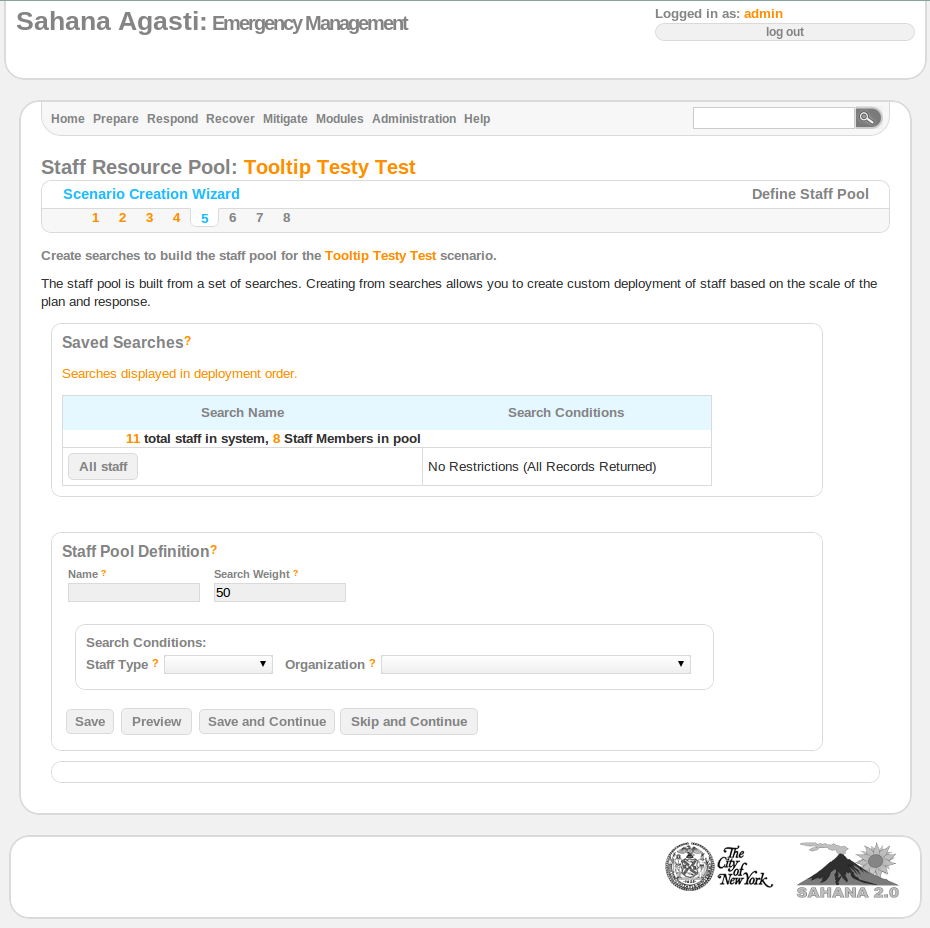 Sahana Agasti: Emergency Management
Logged in as: admin
log out
Home Prepare Respond Recover Mitigate Modules Administration Help
Staff Resource Pool: Tooltip Testy Test
Scenario Creation Wizard Define Staff Pool
1 2 3 4 5 6 7 8
Create searches to build the staff pool for the Tooltip Testy Test scenario.
The staff pool is built from a set of searches. Creating from searches allows you to create custom deployment of staff based on the scale of the
plan and response.
Saved Searches?
Searches displayed in deployment order.
Search Name Search Conditions
11 total staff in system, 8 Staff Members in pool
All staff No Restrictions (All Records Returned)
Staff Pool Definition?
Name ? Search Weight ?
50
Search Conditions:
Staff Type ? Organization ?
Save Preview Save and Continue Skip and Continue
The
City
of
New York
SAHANA 2.0